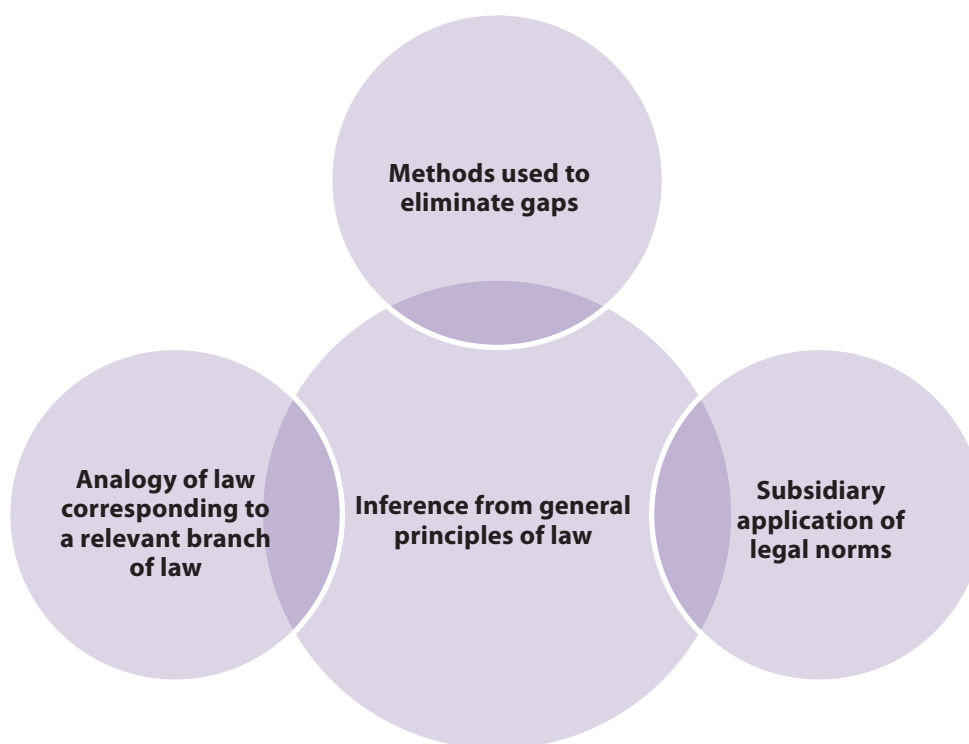 Methods used to
eliminate gaps
Analogy of law
corresponding to
a relevant branch
of law
Inference from general
principles of law
Subsidiary
application of
legal norms